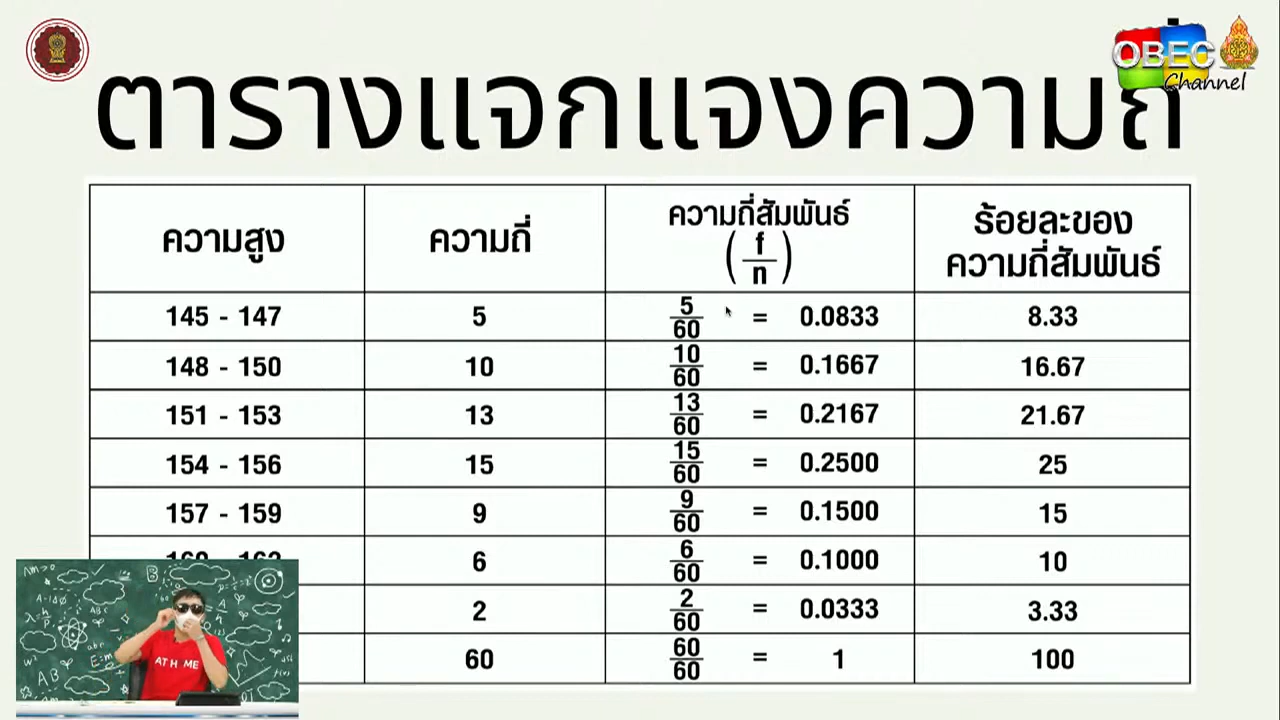 OBEC
Channel
ตารางแจกแจงความถี่
ความสูง ความถี่ ความถี่สัมพันธ์ (f/n) ร้อยละของความถี่สัมพันธ์
145 - 147 5 5/60 = 0.0833 8.33
148 - 150 10 10/60 = 0.1667 16.67
151 - 153 13 13/60 = 0.2167 21.67
154 - 156 15 15/60 = 0.2500 25
157 - 159 9 9/60 = 0.1500 15
6 6/60 = 0.1000 10
2 2/60 = 0.0333 3.33
60 60/60 = 1 100